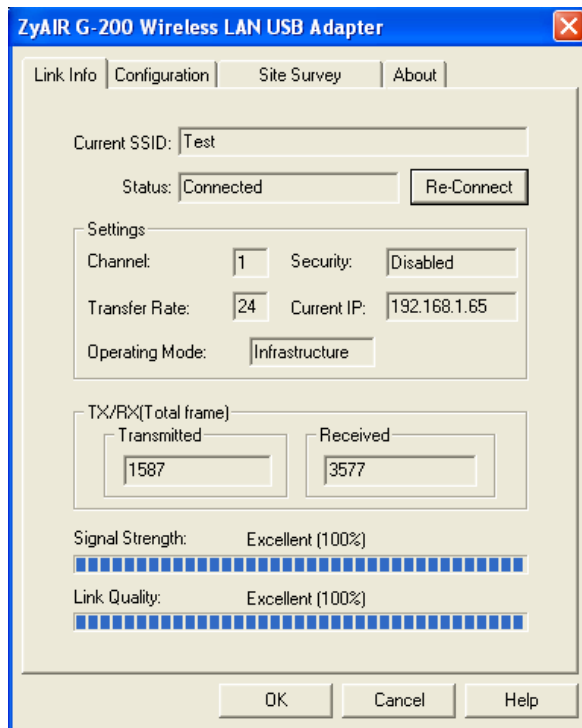 ZyAIR G-200 Wireless LAN USB Adapter
Link Info Configuration Site Survey About
Current SSID: Test
Status: Connected Re-Connect
Settings
Channel: 1 Security: Disabled
Transfer Rate: 24 Current IP: 192.168.1.65
Operating Mode: Infrastructure
TX/RX(Total frame)
Transmitted Received
1587 3577
Signal Strength: Excellent (100%)
Link Quality: Excellent (100%)
OK Cancel Help